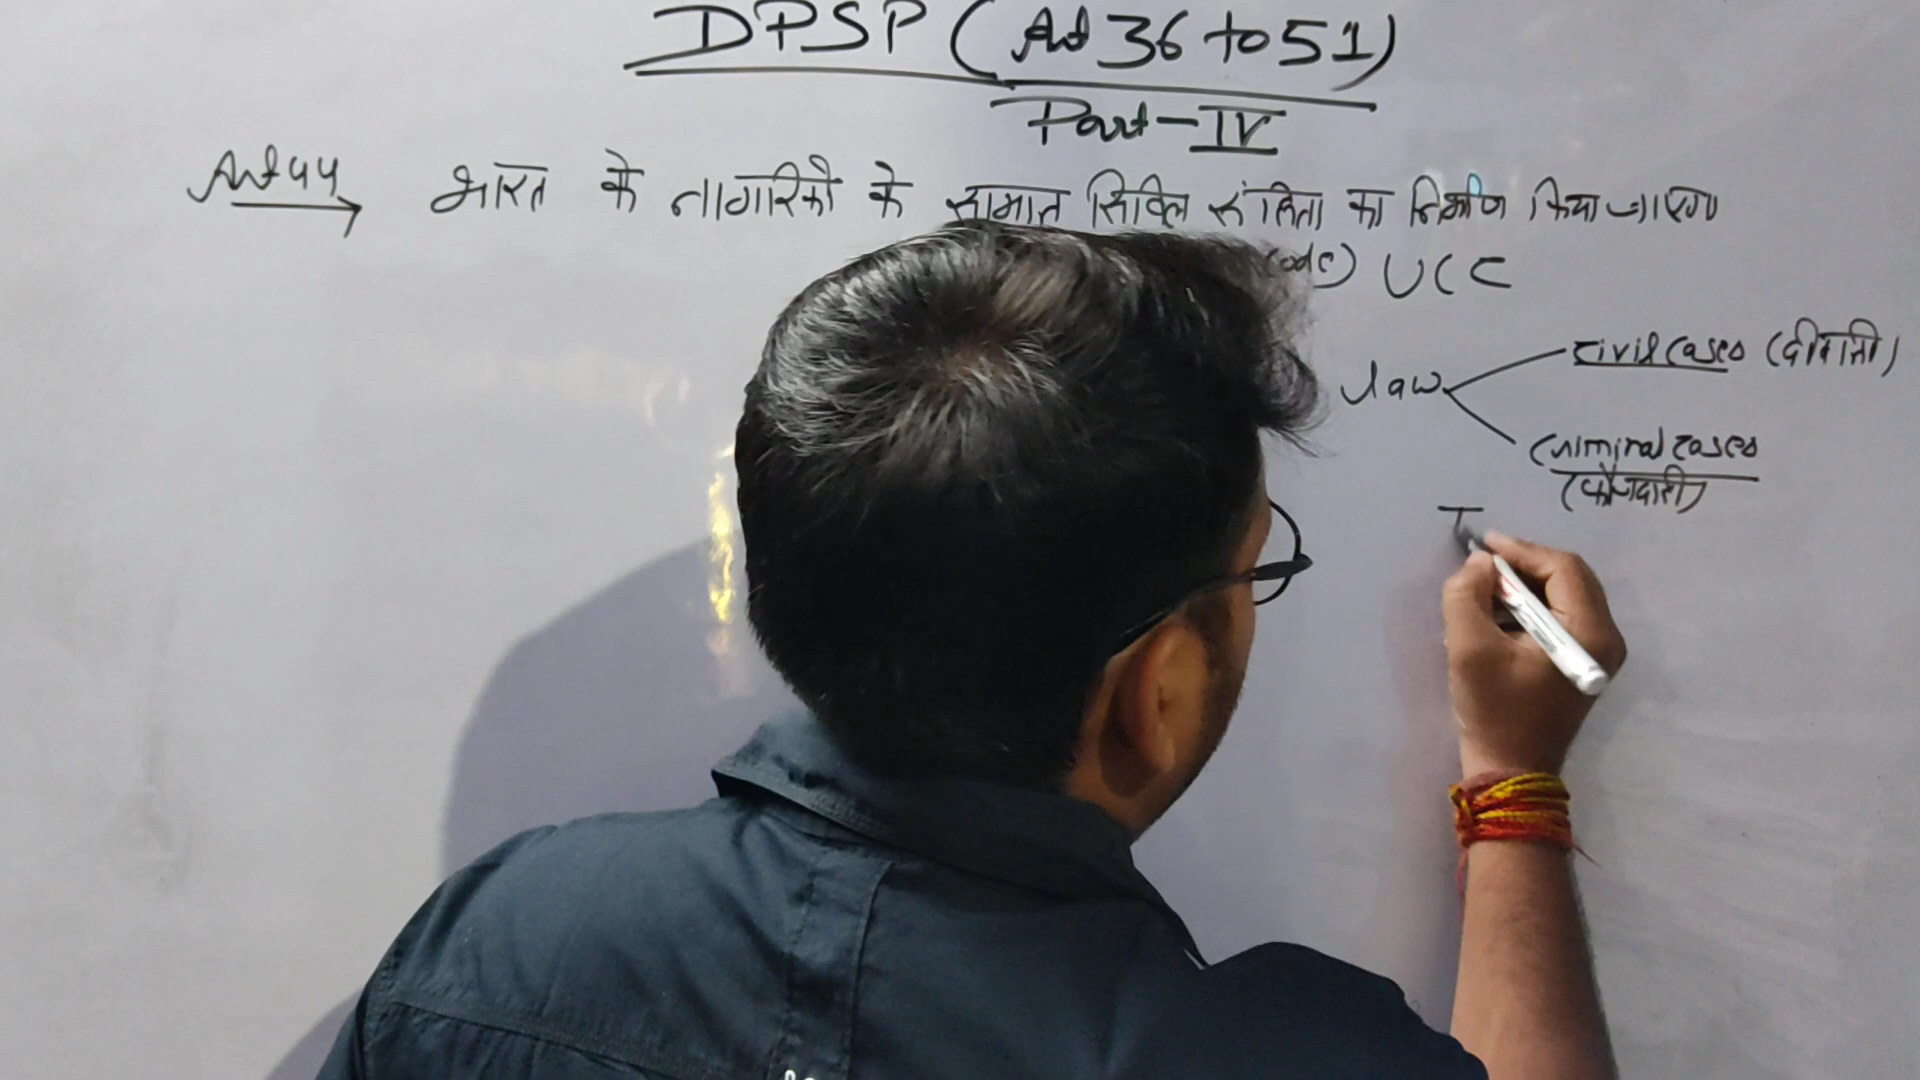 DPSP (Art 36 to 51)
Part-IV
Art 44 भारत के नागरिकों के समान सिविल संहिता का निर्माण किया जाएगा
code) UCC
law
civil cases (दीवानी)
criminal cases
(फौजदारी)